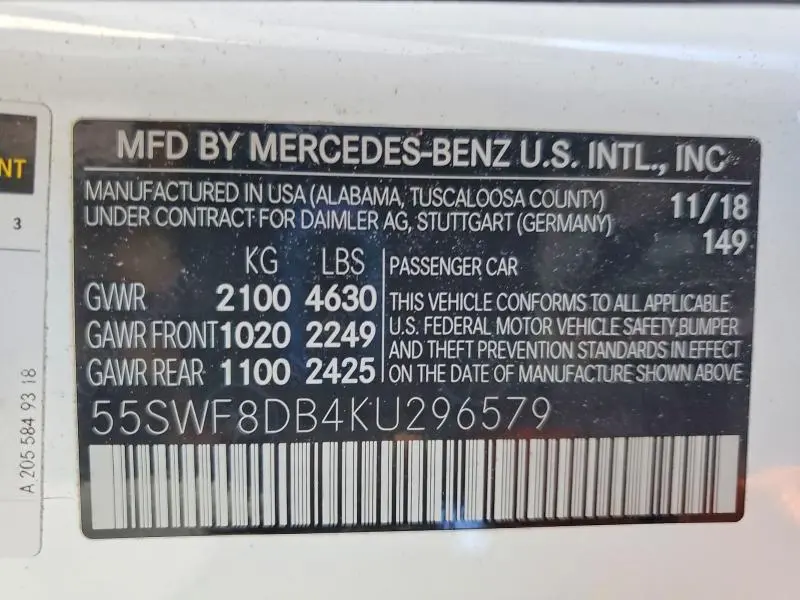 MFD BY MERCEDES-BENZ U.S. INTL., INC
MANUFACTURED IN USA (ALABAMA, TUSCALOOSA COUNTY) 11/18
UNDER CONTRACT FOR DAIMLER AG, STUTTGART (GERMANY) 149
KG LBS
GVWR 2100 4630
GAWR FRONT 1020 2249
GAWR REAR 1100 2425
PASSENGER CAR
THIS VEHICLE CONFORMS TO ALL APPLICABLE
U.S. FEDERAL MOTOR VEHICLE SAFETY, BUMPER
AND THEFT PREVENTION STANDARDS IN EFFECT
ON THE DATE OF MANUFACTURE SHOWN ABOVE
55SWF8DB4KU296579
NT
3
A 205 584 93 18